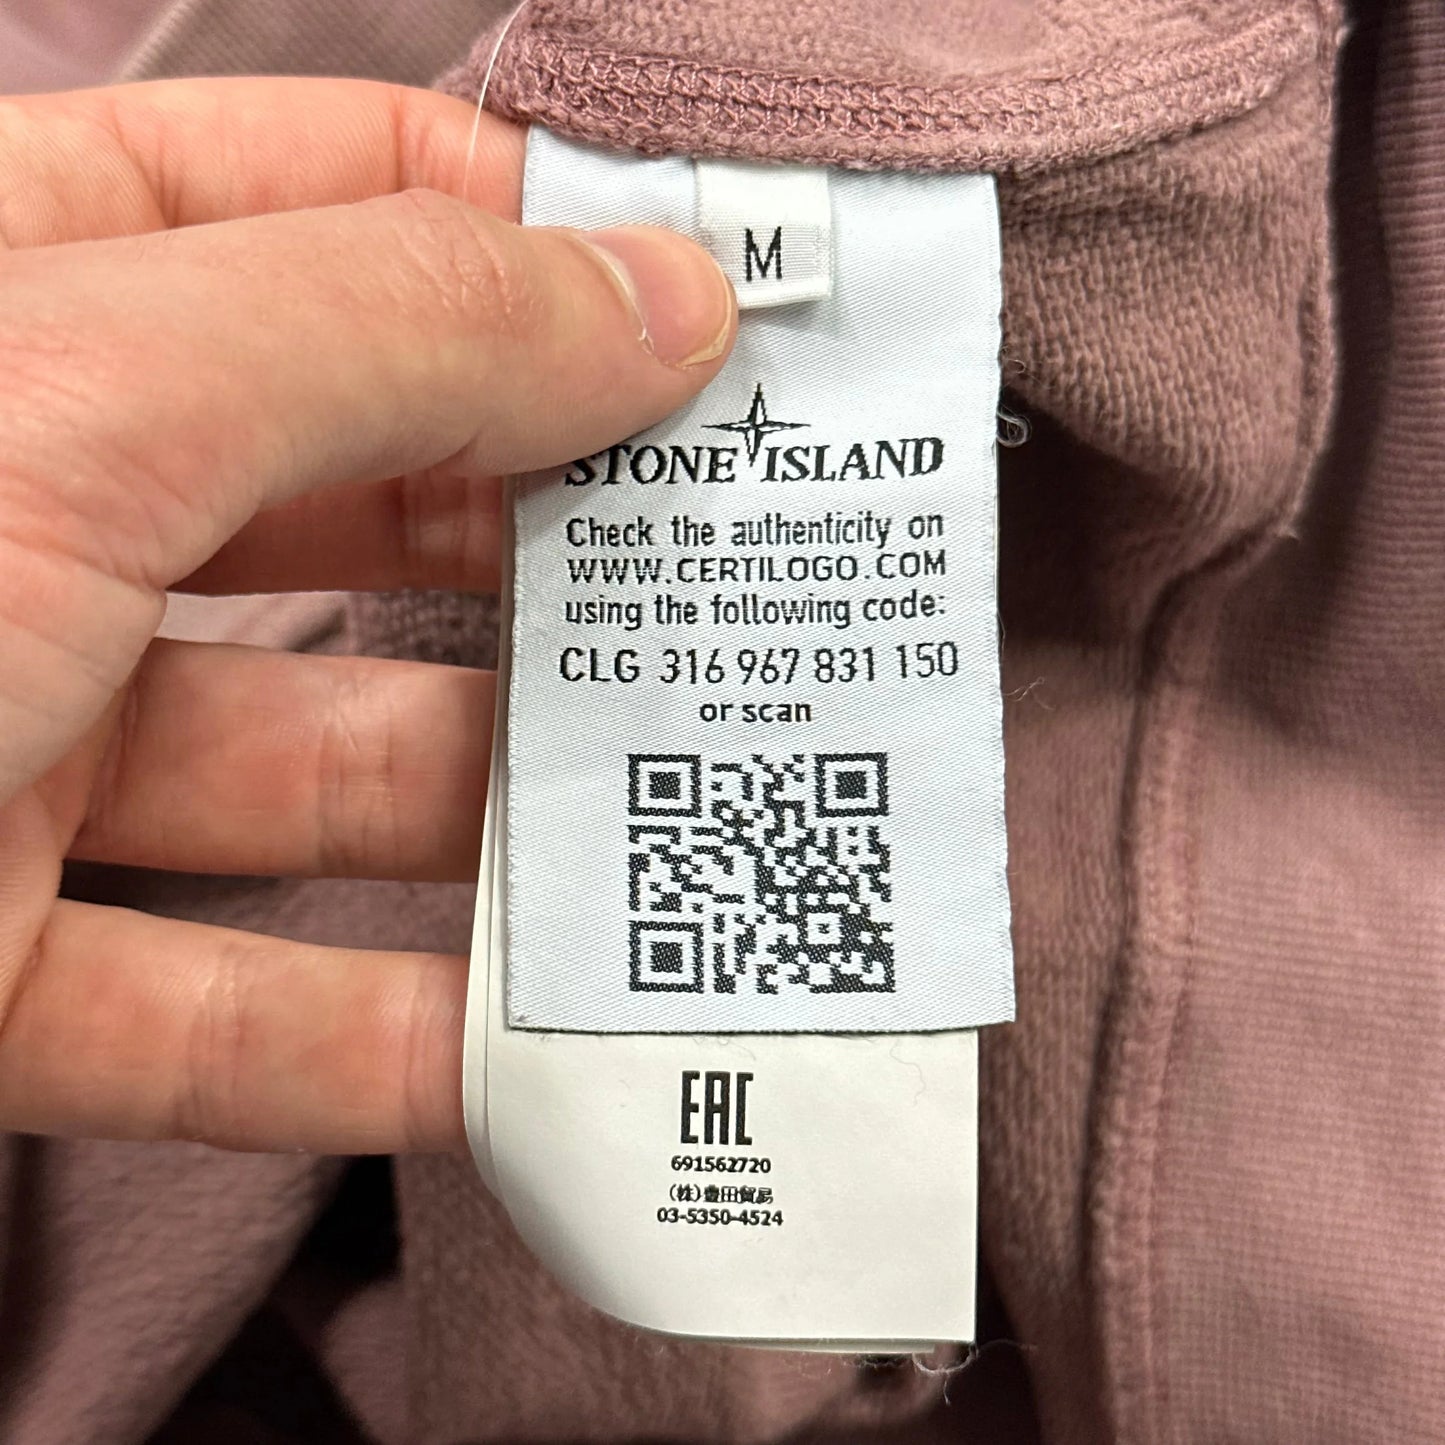 M
STONE ISLAND
Check the authenticity on
WWW.CERTILOGO.COM
using the following code:
CLG 316 967 831 150
or scan
EAC
691562720
(株)豊田貿易
03-5350-4524